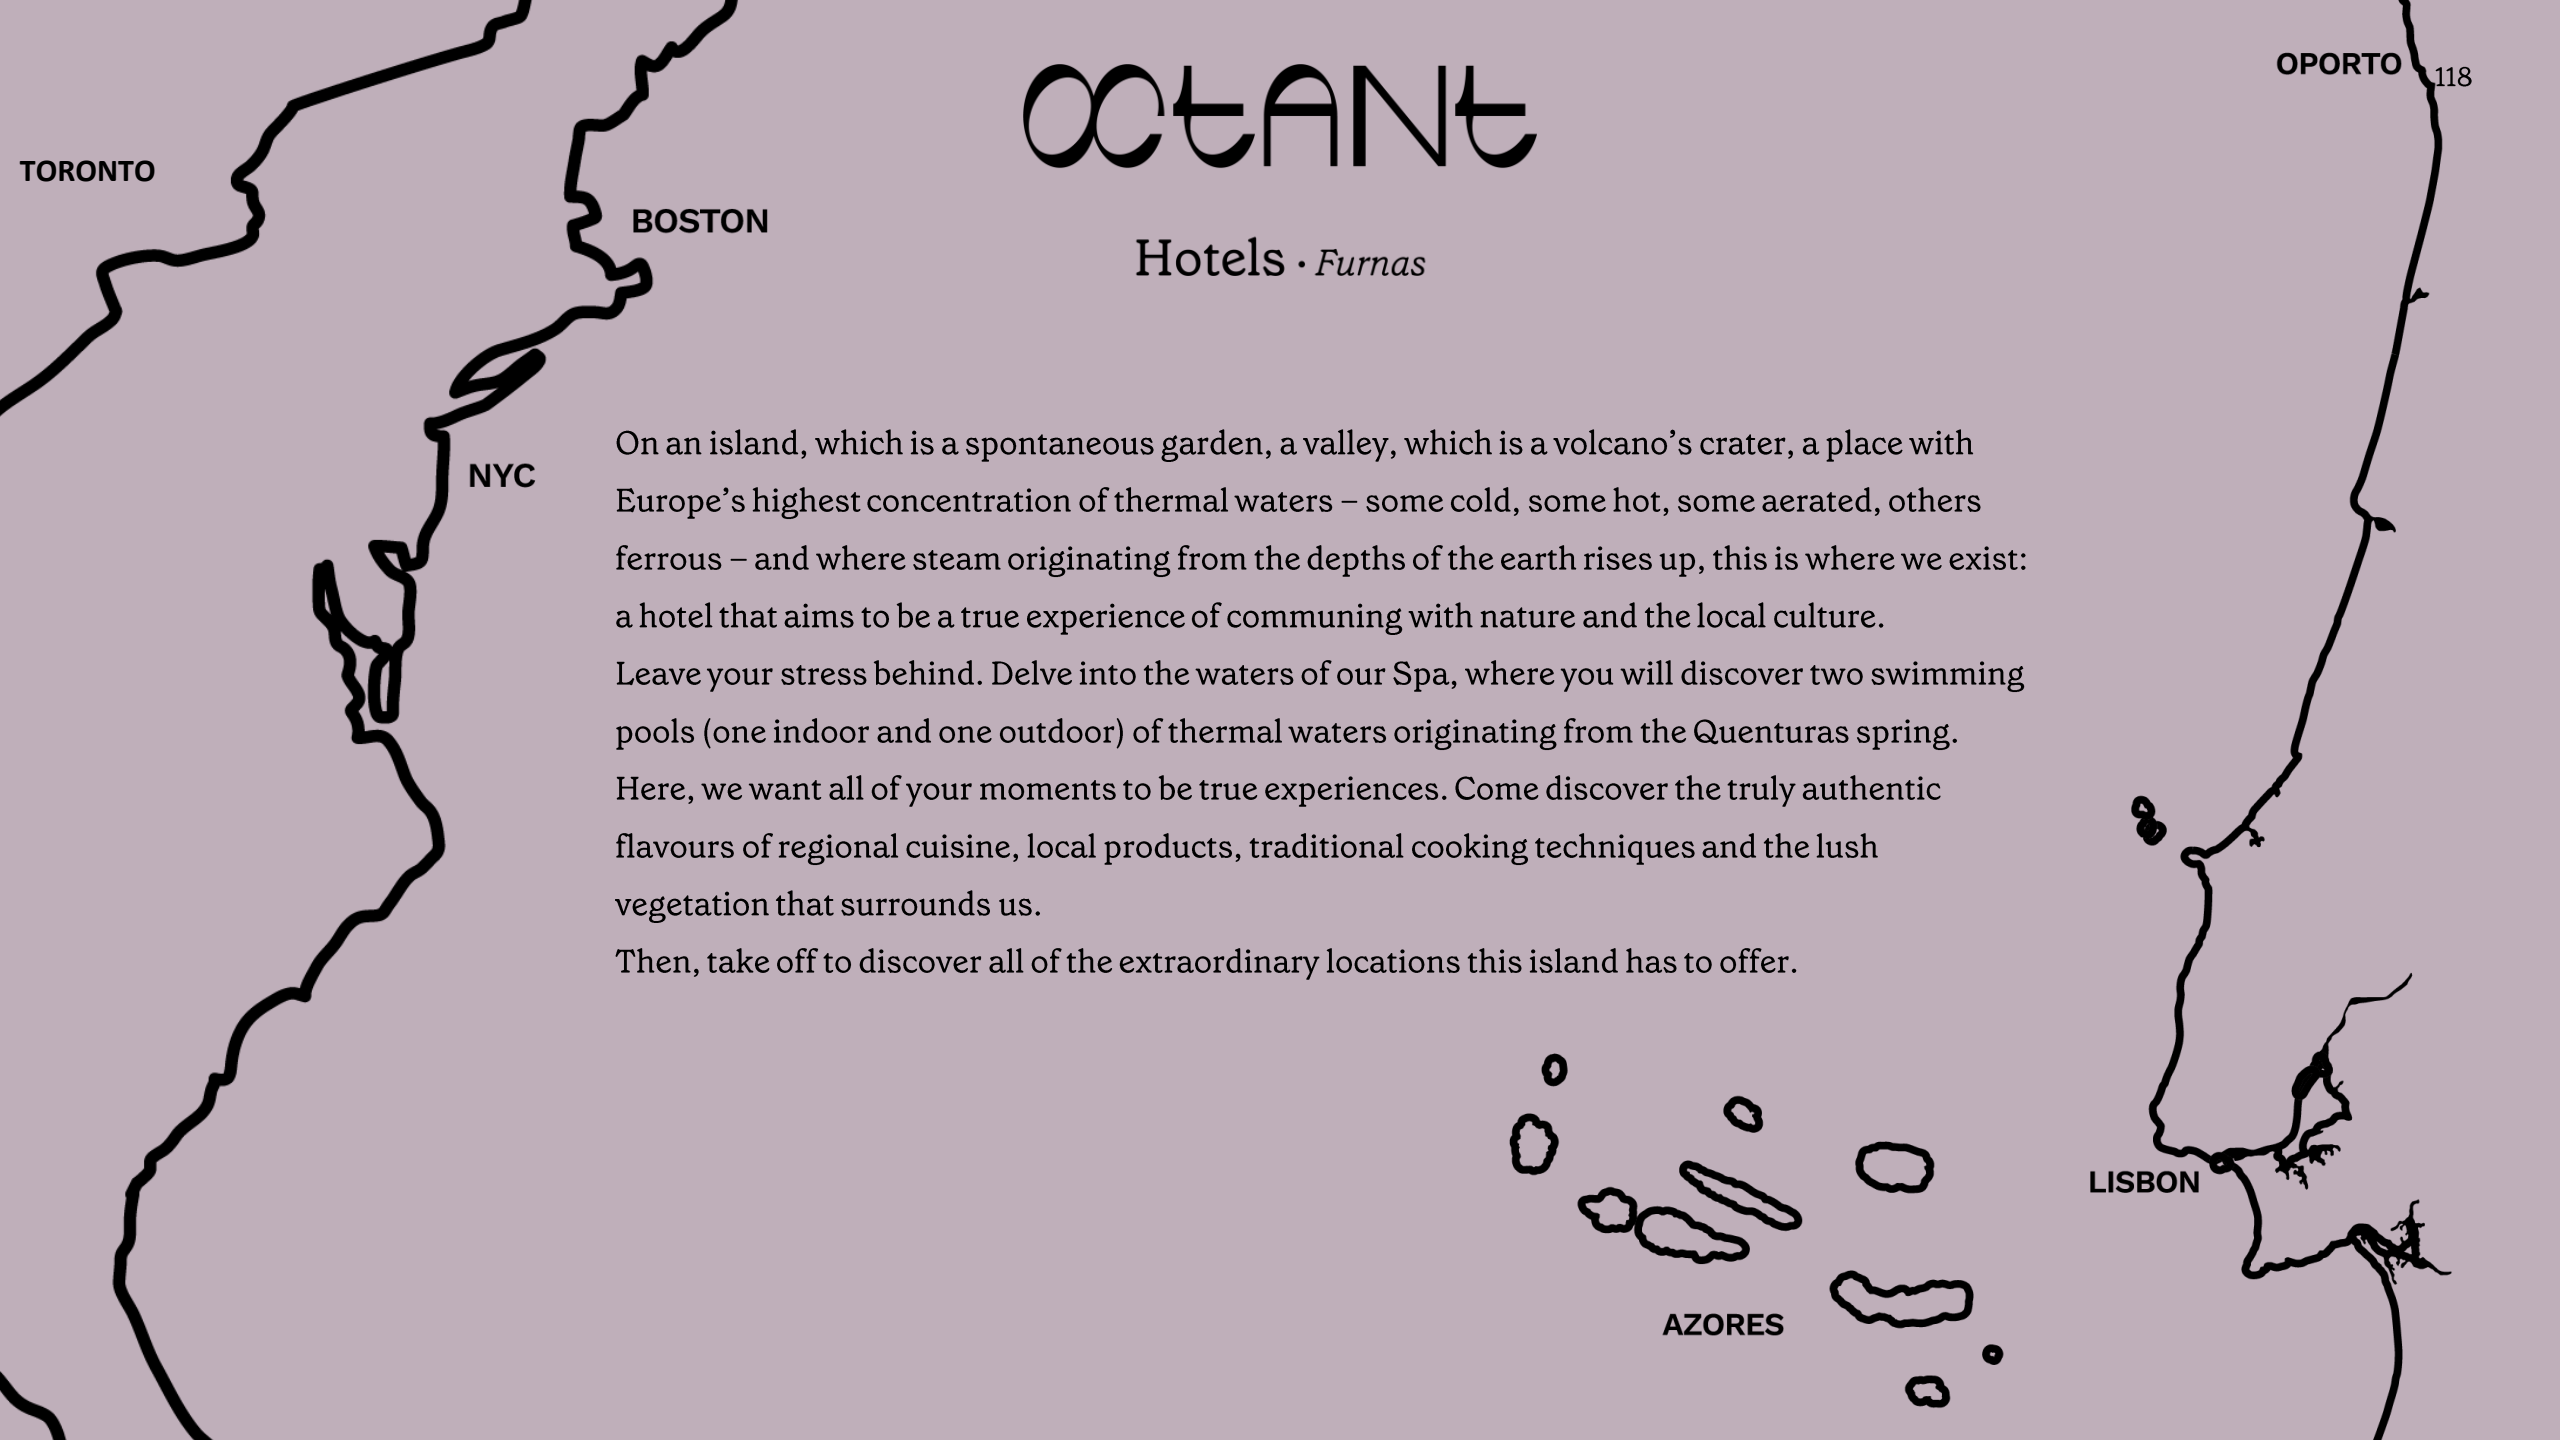 OCtANt
Hotels · Furnas
OPORTO
118
TORONTO
BOSTON
NYC
On an island, which is a spontaneous garden, a valley, which is a volcano’s crater, a place with
Europe’s highest concentration of thermal waters – some cold, some hot, some aerated, others
ferrous – and where steam originating from the depths of the earth rises up, this is where we exist:
a hotel that aims to be a true experience of communing with nature and the local culture.
Leave your stress behind. Delve into the waters of our Spa, where you will discover two swimming
pools (one indoor and one outdoor) of thermal waters originating from the Quenturas spring.
Here, we want all of your moments to be true experiences. Come discover the truly authentic
flavours of regional cuisine, local products, traditional cooking techniques and the lush
vegetation that surrounds us.
Then, take off to discover all of the extraordinary locations this island has to offer.
LISBON
AZORES